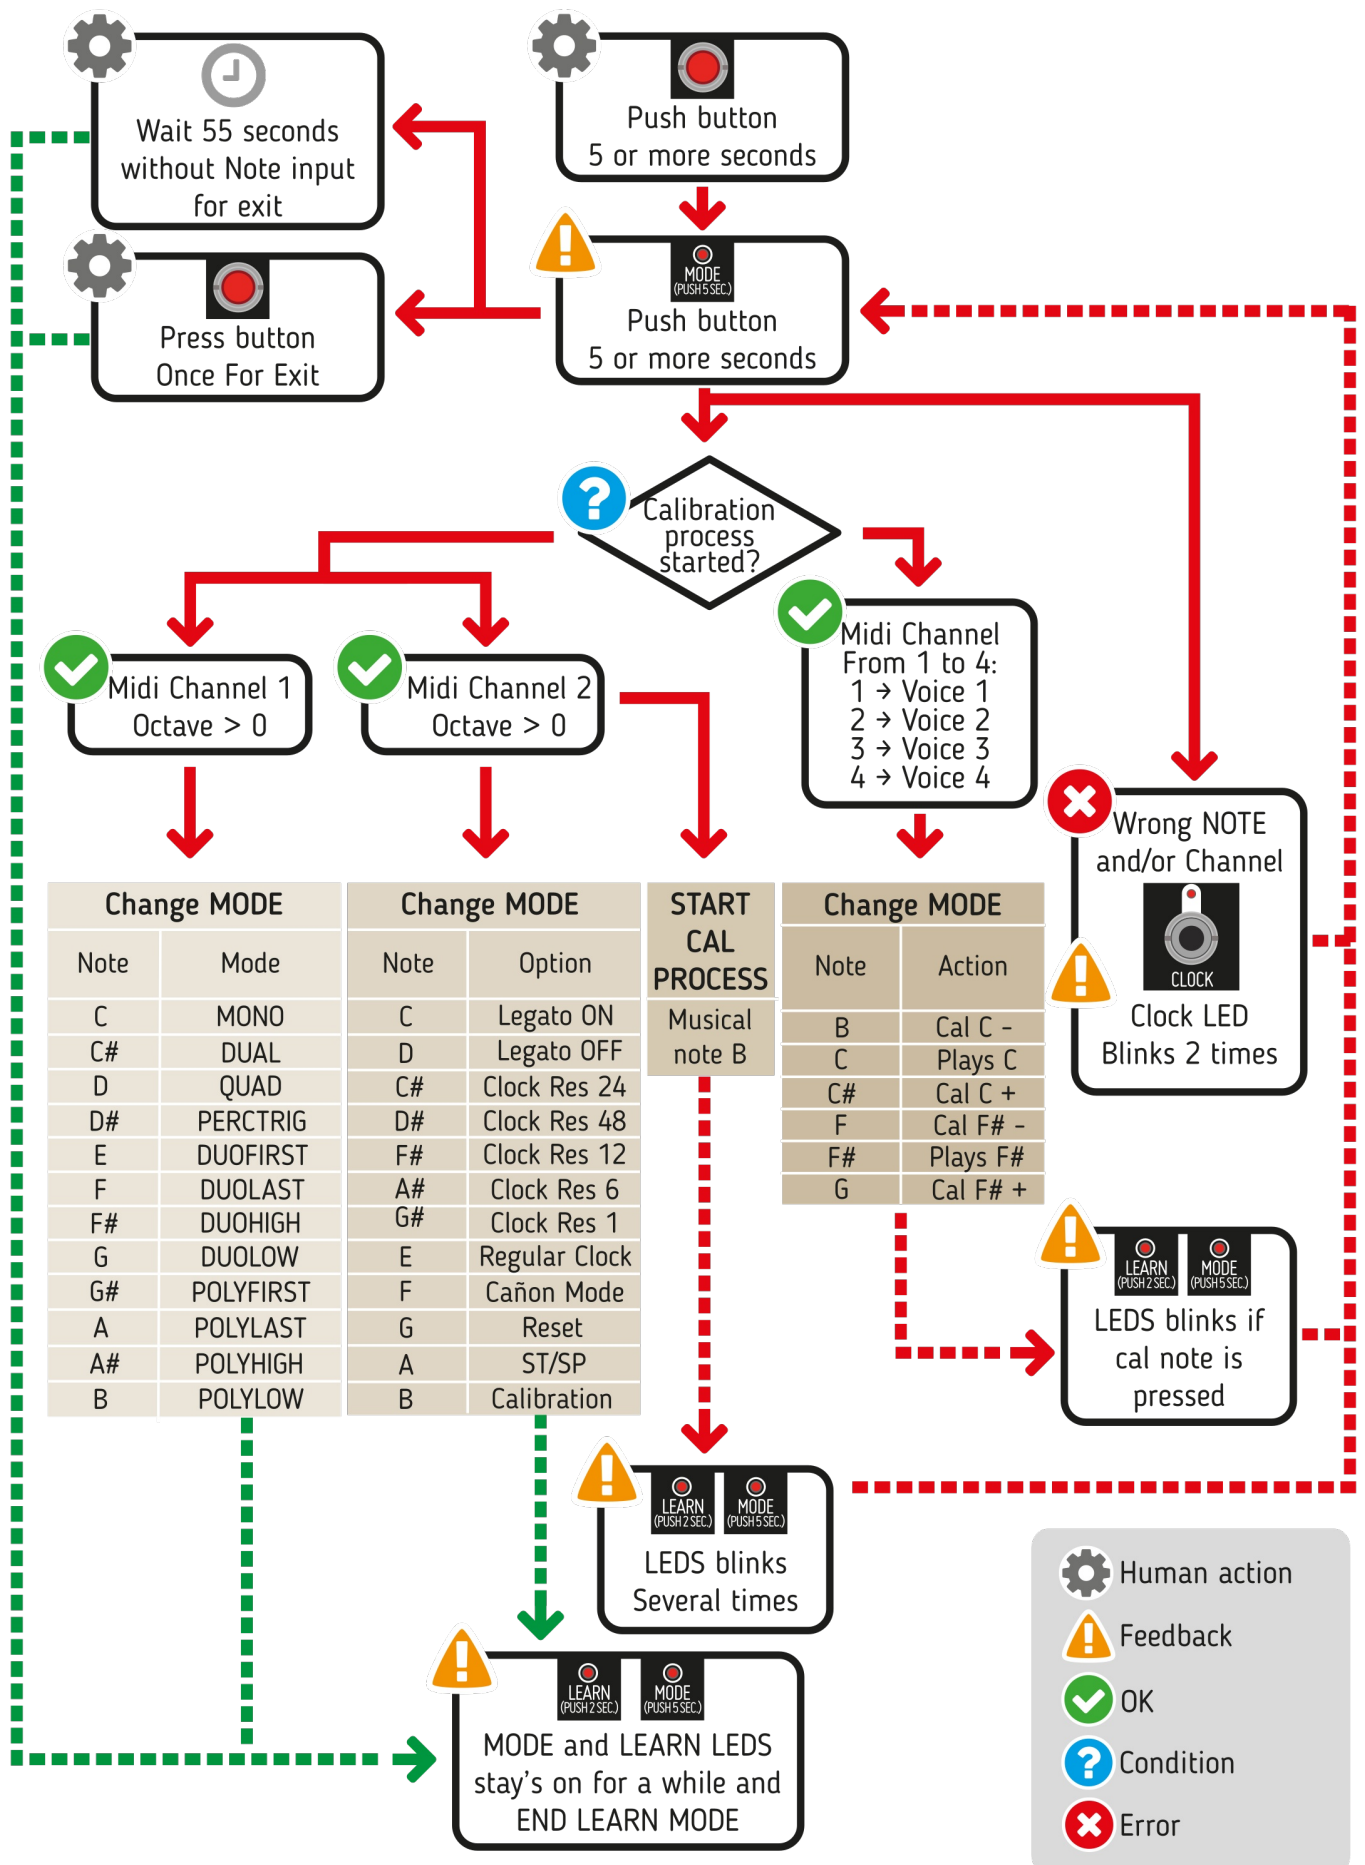 Wait 55 seconds
without Note input
for exit
Push button
5 or more seconds
Press button
Once For Exit
MODE
(PUSH 5 SEC.)
Push button
5 or more seconds
Calibration
process
started?
Midi Channel 1
Octave > 0
Midi Channel 2
Octave > 0
Midi Channel
From 1 to 4:
1 → Voice 1
2 → Voice 2
3 → Voice 3
4 → Voice 4
Wrong NOTE
and/or Channel
CLOCK
Clock LED
Blinks 2 times
Change MODE
Note Mode
C MONO
C# DUAL
D QUAD
D# PERCTRIG
E DUOFIRST
F DUOLAST
F# DUOHIGH
G DUOLOW
G# POLYFIRST
A POLYLAST
A# POLYHIGH
B POLYLOW
Change MODE
Note Option
C Legato ON
D Legato OFF
C# Clock Res 24
D# Clock Res 48
F# Clock Res 12
A# Clock Res 6
G# Clock Res 1
E Regular Clock
F Cañon Mode
G Reset
A ST/SP
B Calibration
START
CAL
PROCESS
Musical
note B
Change MODE
Note Action
B Cal C -
C Plays C
C# Cal C +
F Cal F# -
F# Plays F#
G Cal F# +
LEARN MODE
(PUSH 2 SEC.) (PUSH 5 SEC.)
LEDS blinks if
cal note is
pressed
LEARN MODE
(PUSH 2 SEC.) (PUSH 5 SEC.)
LEDS blinks
Several times
LEARN MODE
(PUSH 2 SEC.) (PUSH 5 SEC.)
MODE and LEARN LEDS
stay's on for a while and
END LEARN MODE
Human action
Feedback
OK
Condition
Error